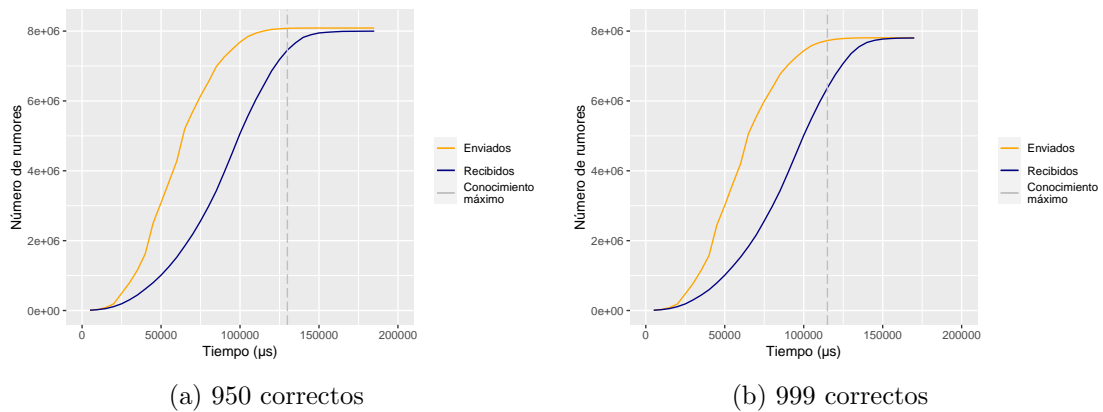 8e+06
6e+06
4e+06
2e+06
0e+00
Número de rumores
0
50000
100000
150000
200000
Tiempo (µs)
Enviados
Recibidos
Conocimiento
máximo
(a) 950 correctos
8e+06
6e+06
4e+06
2e+06
0e+00
Número de rumores
0
50000
100000
150000
200000
Tiempo (µs)
Enviados
Recibidos
Conocimiento
máximo
(b) 999 correctos